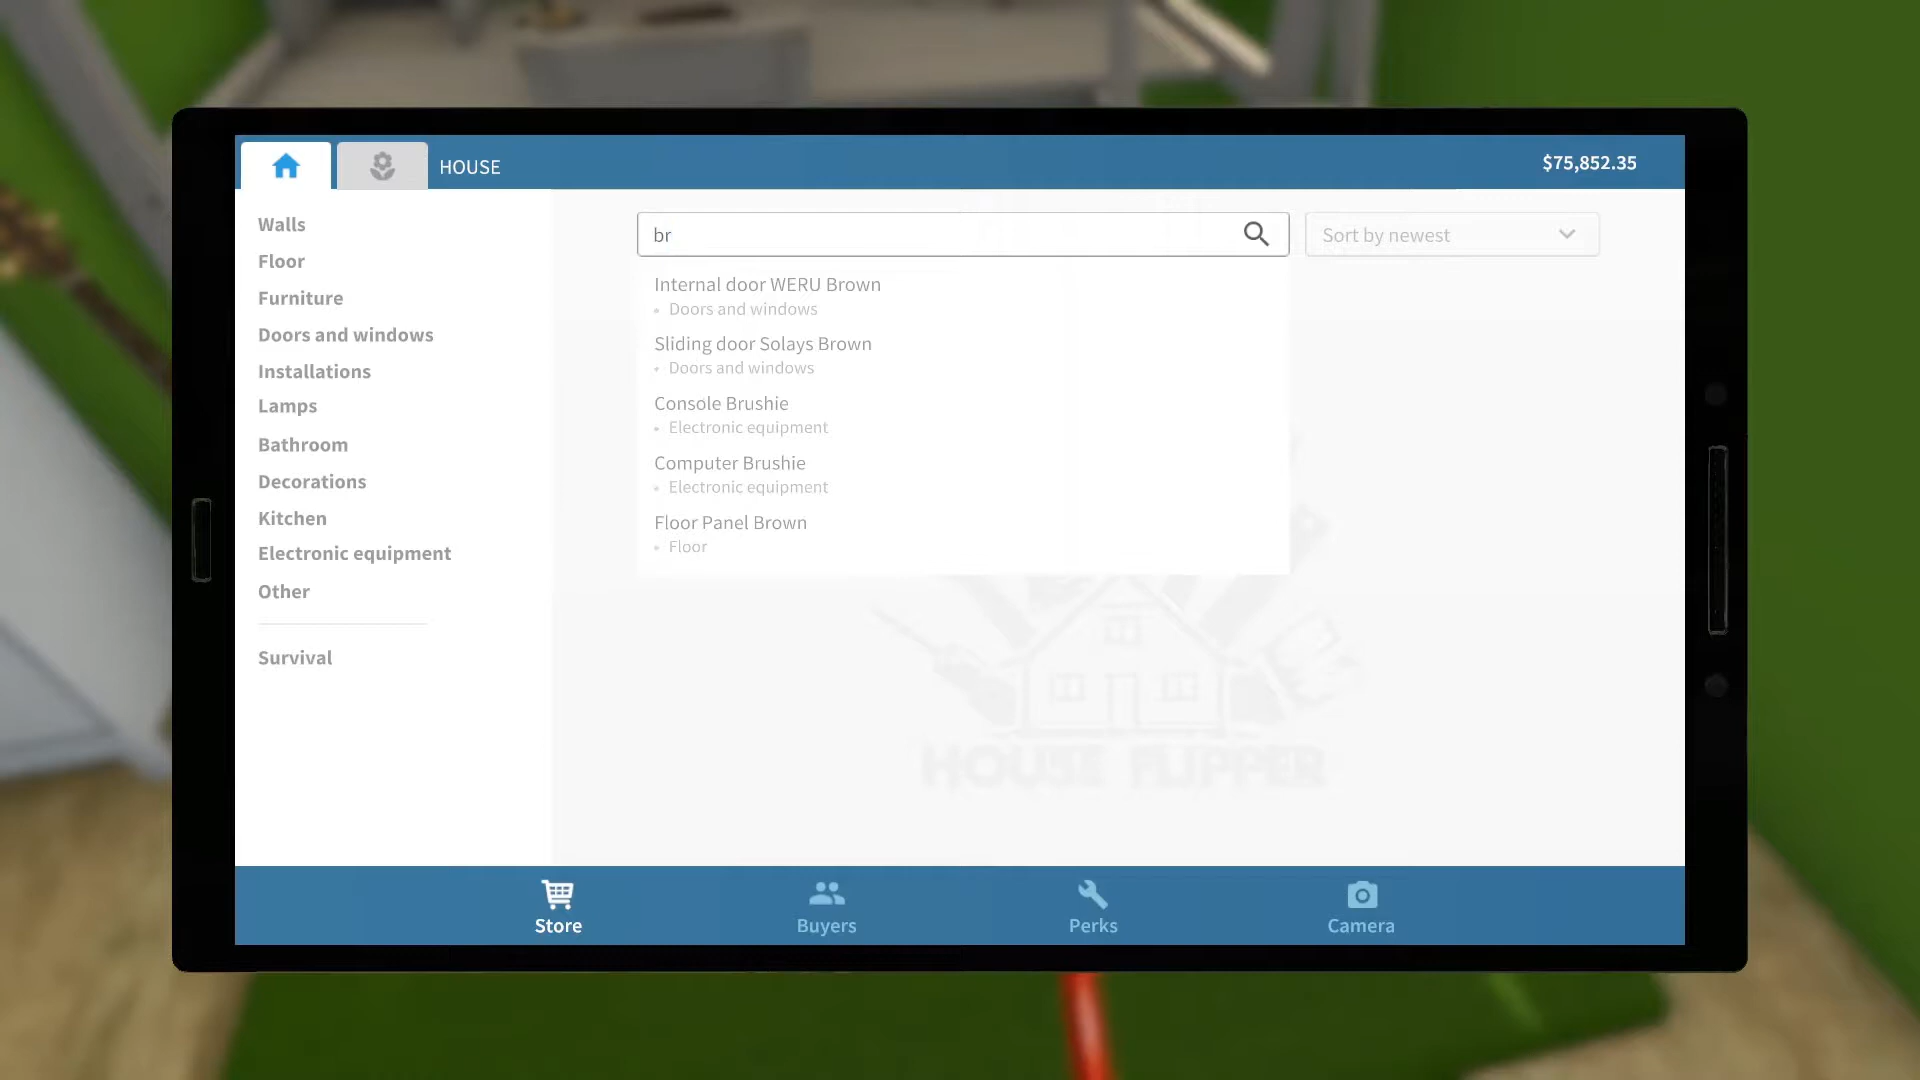 HOUSE
$75,852.35
Walls
Floor
Furniture
Doors and windows
Installations
Lamps
Bathroom
Decorations
Kitchen
Electronic equipment
Other
Survival
br
Sort by newest
Internal door WERU Brown
• Doors and windows
Sliding door Solays Brown
• Doors and windows
Console Brushie
• Electronic equipment
Computer Brushie
• Electronic equipment
Floor Panel Brown
• Floor
HOUSE FLIPPER
Store
Buyers
Perks
Camera